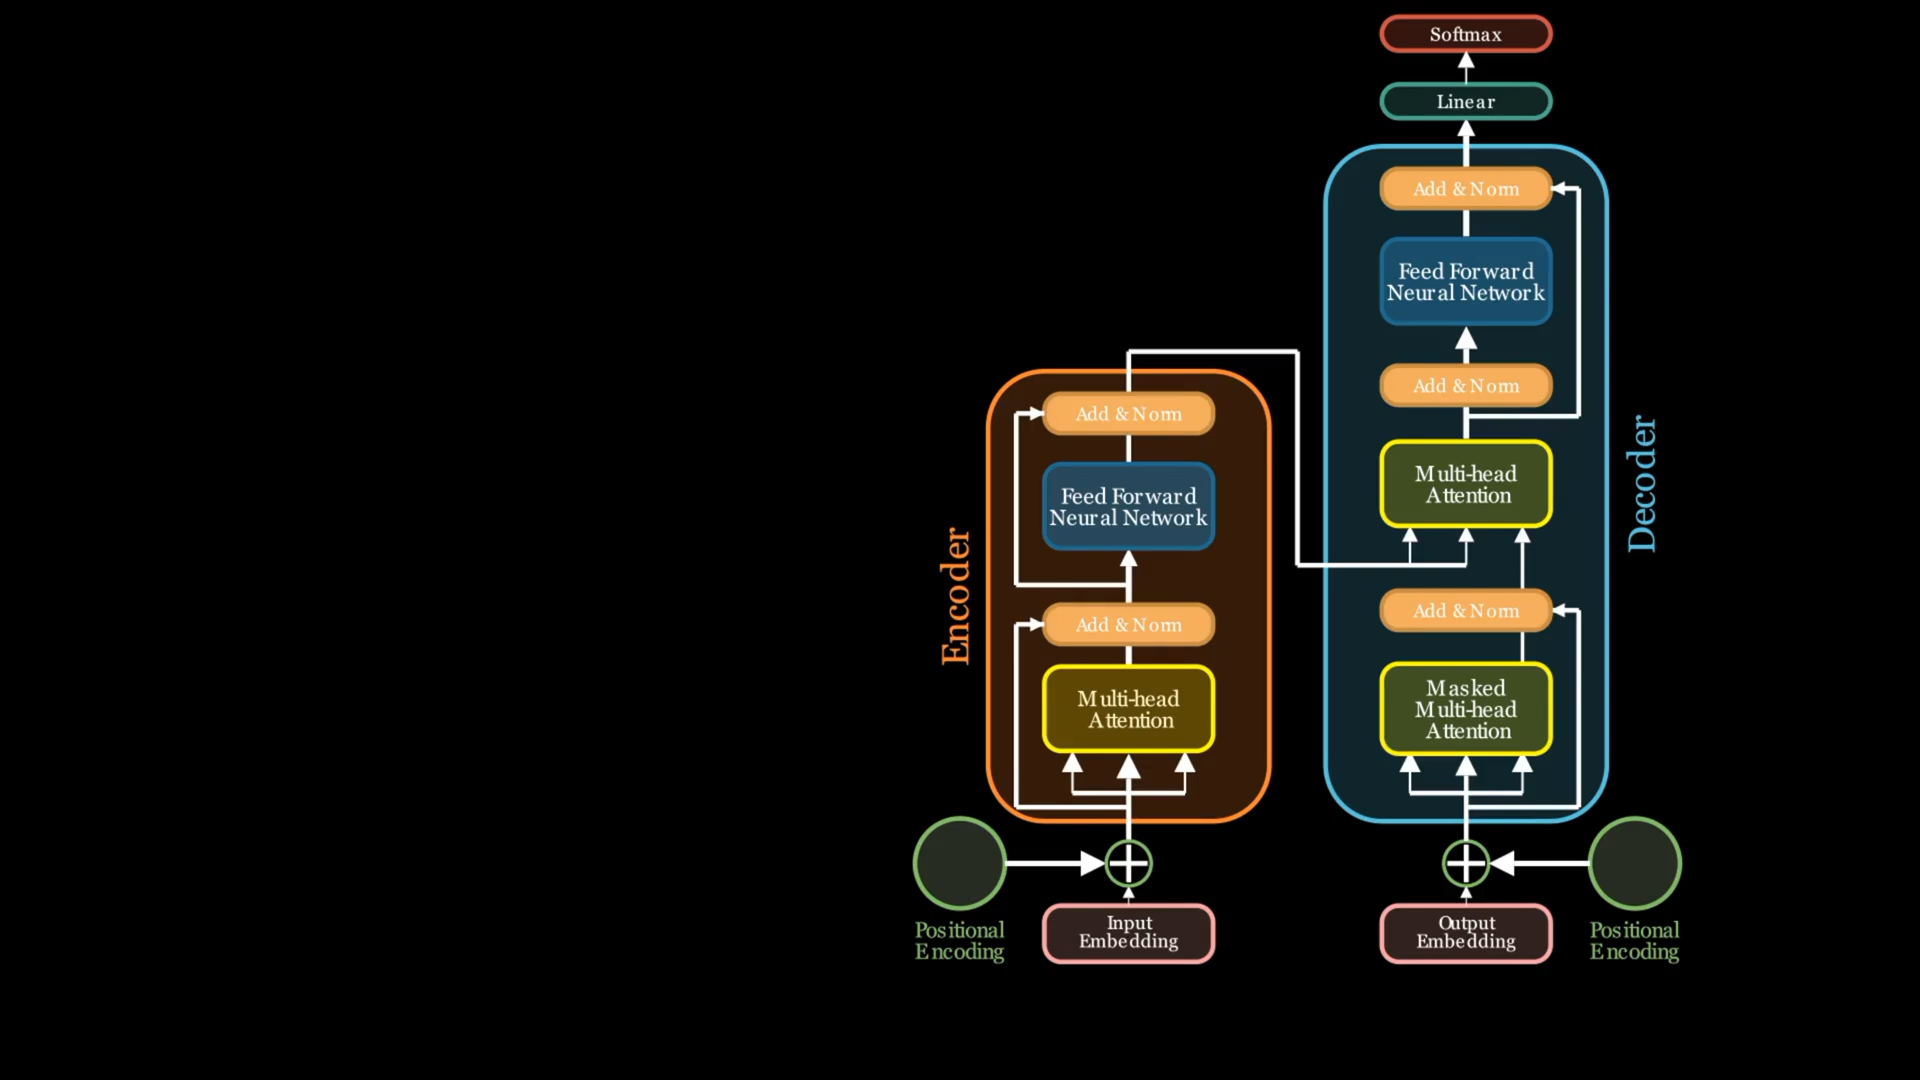 Softmax
Linear
Add & Norm
Feed Forward
Neural Network
Add & Norm
Multi-head
Attention
Add & Norm
Masked
Multi-head
Attention
Decoder
Add & Norm
Feed Forward
Neural Network
Add & Norm
Multi-head
Attention
Encoder
Positional
Encoding
Input
Embedding
Output
Embedding
Positional
Encoding